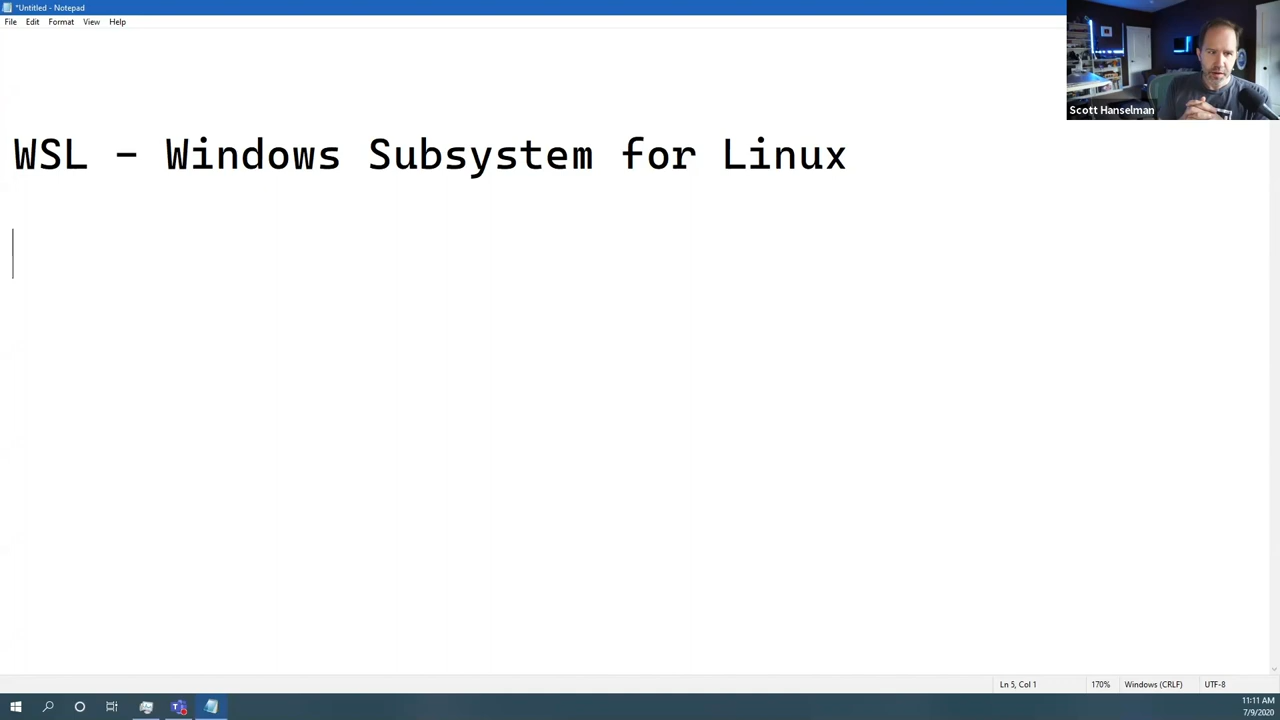 *Untitled - Notepad
File Edit Format View Help
Scott Hanselman
WSL – Windows Subsystem for Linux
Ln 5, Col 1 170% Windows (CRLF) UTF-8
11:11 AM
7/9/2020